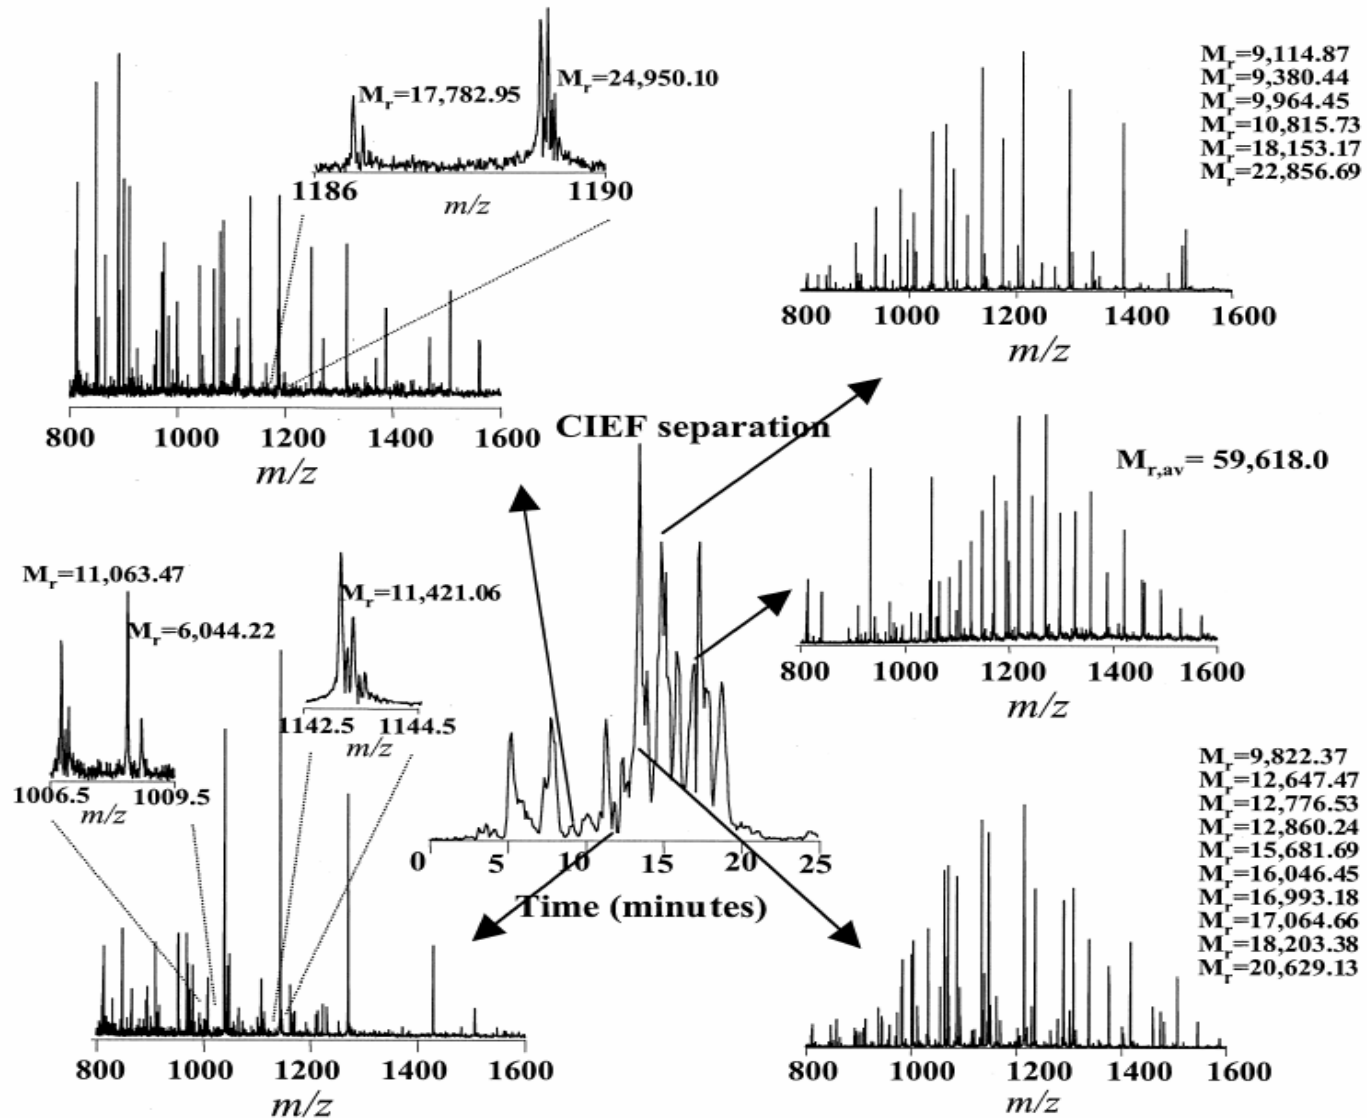 Mr=17,782.95
Mr=24,950.10
1186 1190
m/z
800 1000 1200 1400 1600
m/z
Mr=9,114.87
Mr=9,380.44
Mr=9,964.45
Mr=10,815.73
Mr=18,153.17
Mr=22,856.69
800 1000 1200 1400 1600
m/z
CIEF separation
0 5 10 15 20 25
Time (minutes)
Mr,av= 59,618.0
800 1000 1200 1400 1600
m/z
Mr=11,063.47
Mr=6,044.22
1006.5 1009.5
m/z
Mr=11,421.06
1142.5 1144.5
m/z
800 1000 1200 1400 1600
m/z
Mr=9,822.37
Mr=12,647.47
Mr=12,776.53
Mr=12,860.24
Mr=15,681.69
Mr=16,046.45
Mr=16,993.18
Mr=17,064.66
Mr=18,203.38
Mr=20,629.13
800 1000 1200 1400 1600
m/z